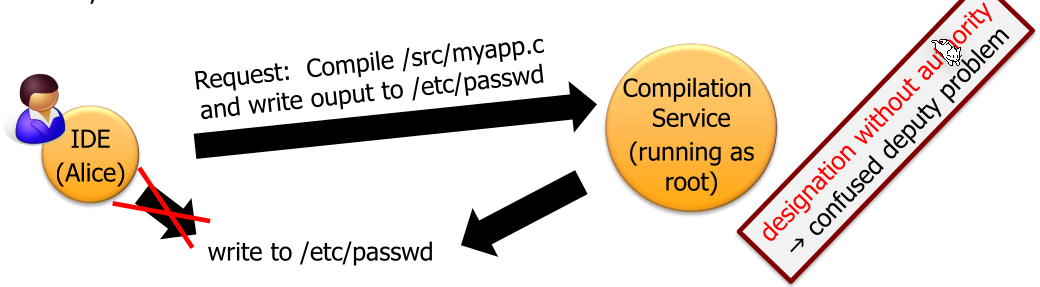 Request: Compile /src/myapp.c
and write ouput to /etc/passwd
IDE
(Alice)
Compilation
Service
(running as
root)
write to /etc/passwd
designation without authority
→ confused deputy problem